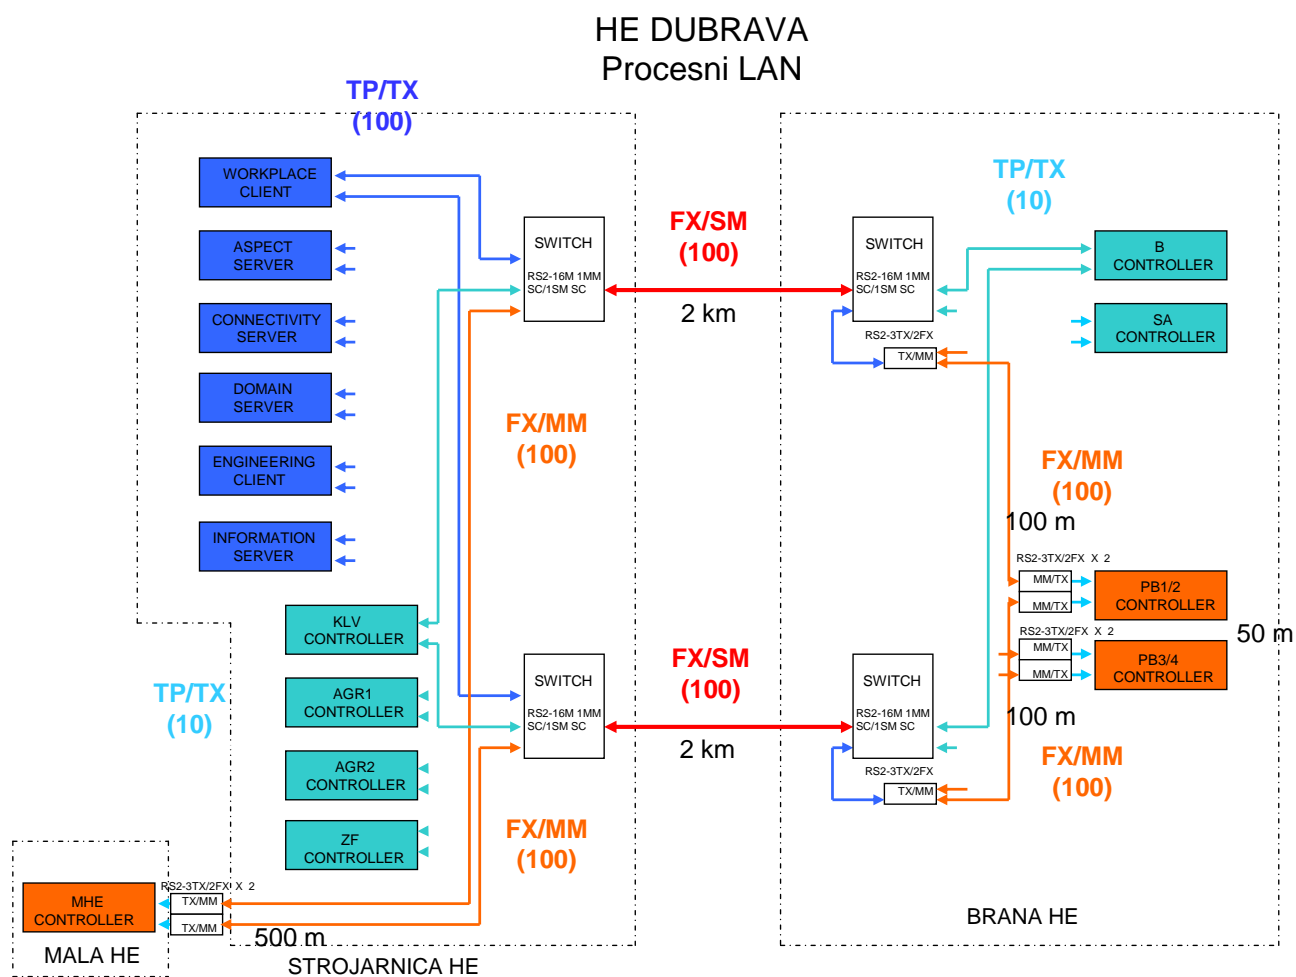 HE DUBRAVA
Procesni LAN
TP/TX
(100)
WORKPLACE
CLIENT
ASPECT
SERVER
CONNECTIVITY
SERVER
DOMAIN
SERVER
ENGINEERING
CLIENT
INFORMATION
SERVER
KLV
CONTROLLER
TP/TX
(10)
AGR1
CONTROLLER
AGR2
CONTROLLER
ZF
CONTROLLER
SWITCH
RS2-16M 1MM
SC/1SM SC
FX/MM
(100)
SWITCH
RS2-16M 1MM
SC/1SM SC
FX/MM
(100)
RS2-3TX/2FX X 2
TX/MM
TX/MM
MHE
CONTROLLER
MALA HE
500 m
STROJARNICA HE
FX/SM
(100)
2 km
FX/SM
(100)
2 km
SWITCH
RS2-16M 1MM
SC/1SM SC
RS2-3TX/2FX
TX/MM
TP/TX
(10)
B
CONTROLLER
SA
CONTROLLER
FX/MM
(100)
100 m
RS2-3TX/2FX X 2
MM/TX
MM/TX
PB1/2
CONTROLLER
50 m
RS2-3TX/2FX X 2
MM/TX
MM/TX
PB3/4
CONTROLLER
SWITCH
RS2-16M 1MM
SC/1SM SC
100 m
FX/MM
(100)
RS2-3TX/2FX
TX/MM
BRANA HE